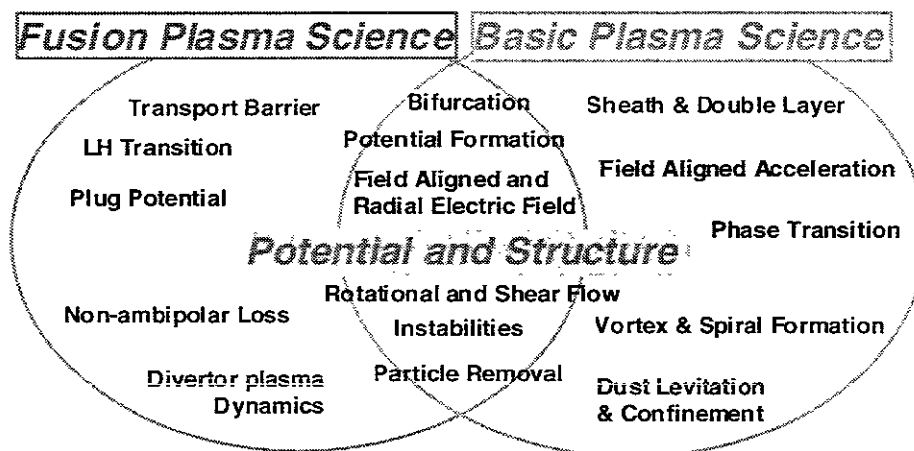 Fusion Plasma Science
Basic Plasma Science
Transport Barrier
LH Transition
Plug Potential
Bifurcation
Potential Formation
Field Aligned and
Radial Electric Field
Sheath & Double Layer
Field Aligned Acceleration
Phase Transition
Potential and Structure
Non-ambipolar Loss
Divertor plasma
Dynamics
Rotational and Shear Flow
Instabilities
Particle Removal
Vortex & Spiral Formation
Dust Levitation
& Confinement